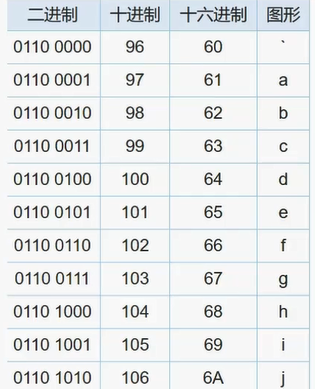 二进制 十进制 十六进制 图形
0110 0000 96 60 `
0110 0001 97 61 a
0110 0010 98 62 b
0110 0011 99 63 c
0110 0100 100 64 d
0110 0101 101 65 e
0110 0110 102 66 f
0110 0111 103 67 g
0110 1000 104 68 h
0110 1001 105 69 i
0110 1010 106 6A j